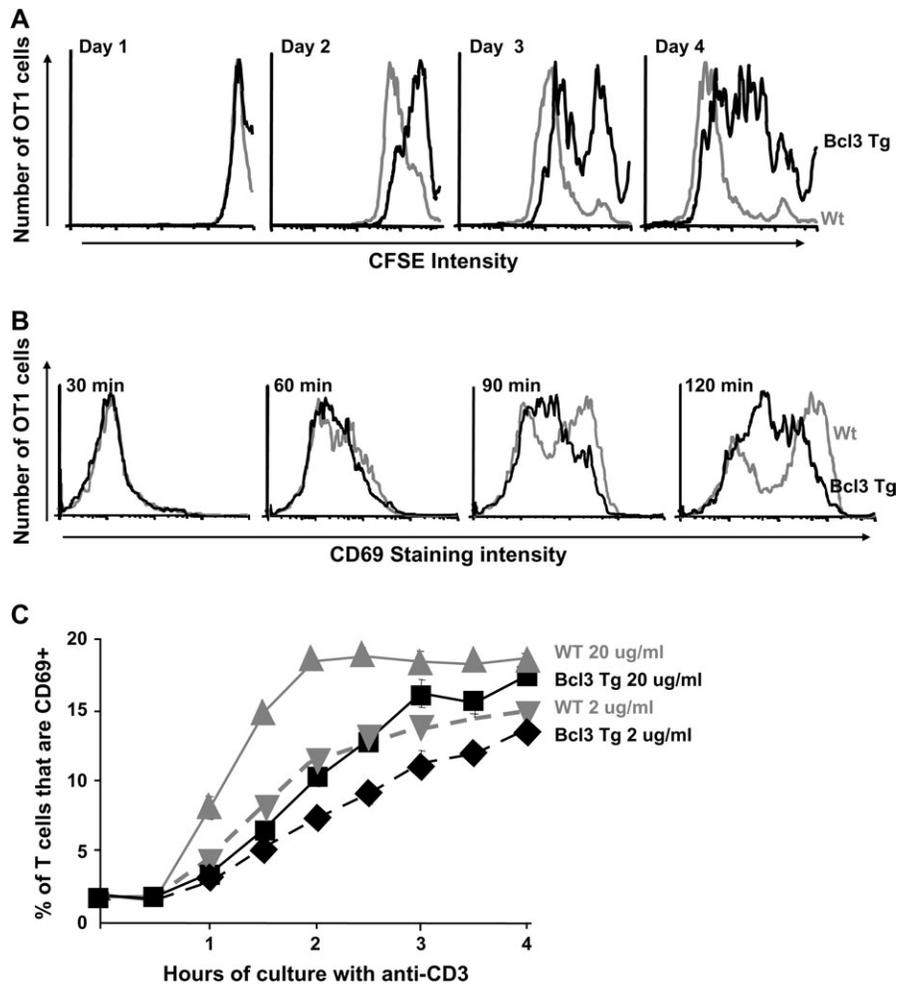 A
Number of OT1 cells
Day 1
Day 2
Day 3
Day 4
Bcl3 Tg
Wt
CFSE Intensity
B
Number of OT1 cells
30 min
60 min
90 min
120 min
Wt
Bcl3 Tg
CD69 Staining intensity
C
% of T cells that are CD69+
20
15
10
5
0
1
2
3
4
WT 20 ug/ml
Bcl3 Tg 20 ug/ml
WT 2 ug/ml
Bcl3 Tg 2 ug/ml
Hours of culture with anti-CD3